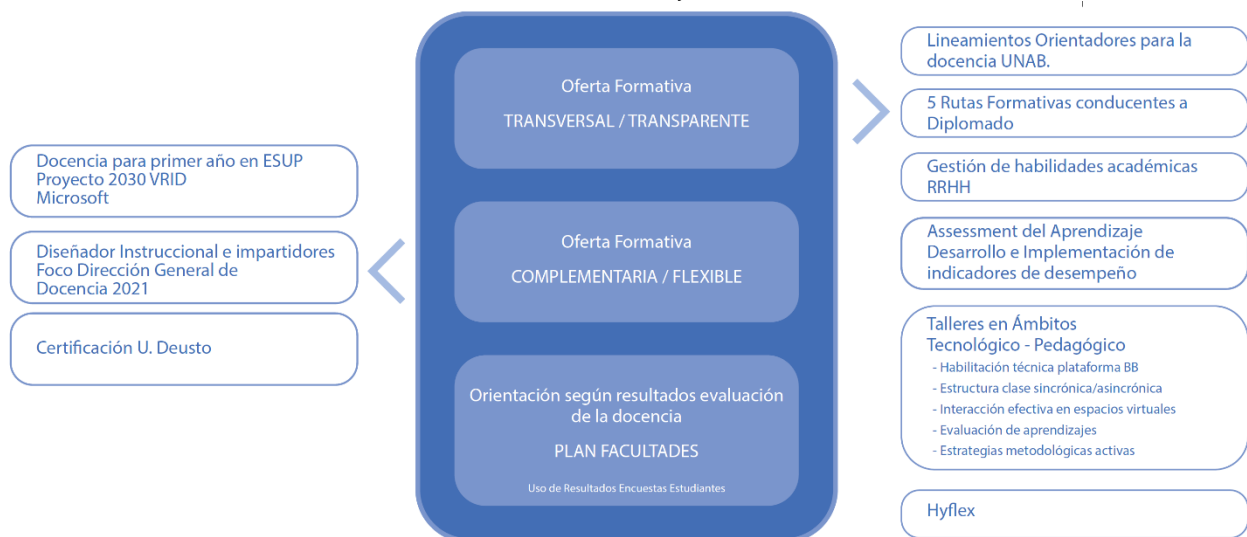 Oferta Formativa
TRANSVERSAL / TRANSPARENTE
Oferta Formativa
COMPLEMENTARIA / FLEXIBLE
Orientación según resultados evaluación
de la docencia
PLAN FACULTADES
Uso de Resultados Encuestas Estudiantes
Docencia para primer año en ESUP
Proyecto 2030 VRID
Microsoft
Diseñador Instruccional e impartidores
Foco Dirección General de
Docencia 2021
Certificación U. Deusto
Lineamientos Orientadores para la
docencia UNAB.
5 Rutas Formativas conducentes a
Diplomado
Gestión de habilidades académicas
RRHH
Assessment del Aprendizaje
Desarrollo e Implementación de
indicadores de desempeño
Talleres en Ámbitos
Tecnológico - Pedagógico
- Habilitación técnica plataforma BB
- Estructura clase sincrónica/asincrónica
- Interacción efectiva en espacios virtuales
- Evaluación de aprendizajes
- Estrategias metodológicas activas
Hyflex